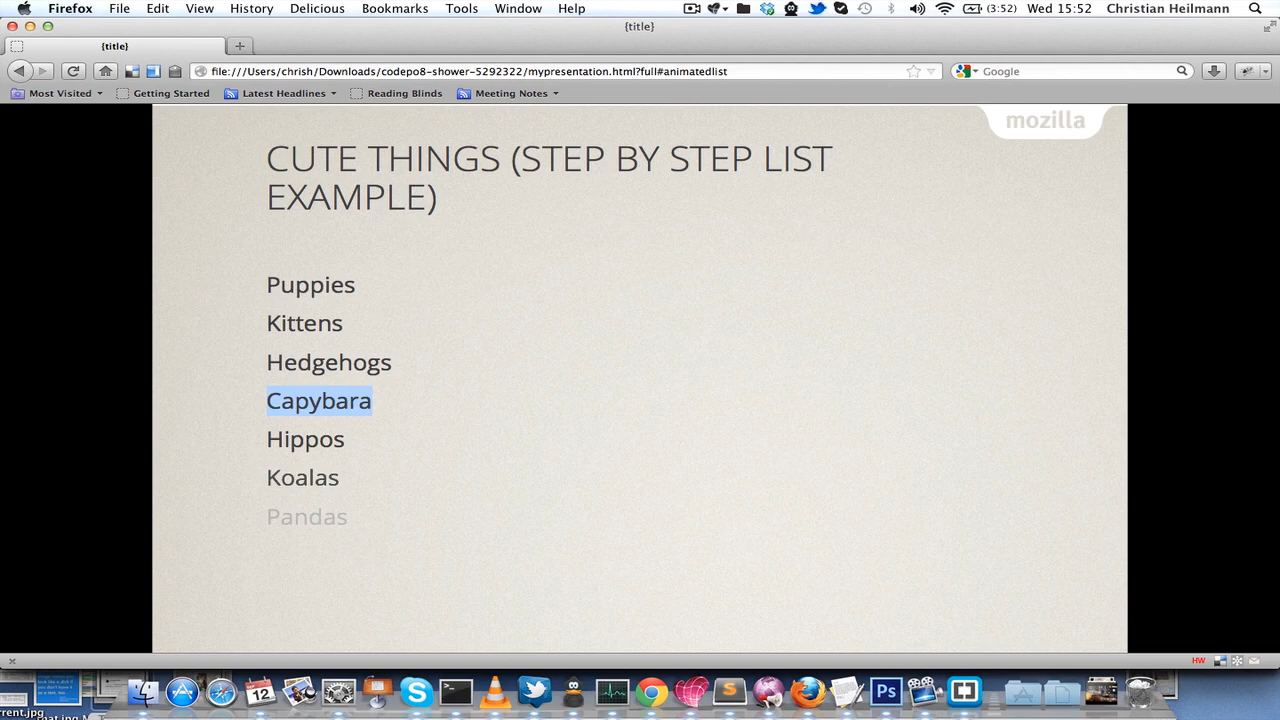 Firefox File Edit View History Delicious Bookmarks Tools Window Help (3:52) Wed 15:52 Christian Heilmann
{title}
{title}
file:///Users/chrish/Downloads/codepo8-shower-5292322/mypresentation.html?full#animatedlist Google
Most Visited Getting Started Latest Headlines Reading Blinds Meeting Notes
mozilla
CUTE THINGS (STEP BY STEP LIST
EXAMPLE)
Puppies
Kittens
Hedgehogs
Capybara
Hippos
Koalas
Pandas
HW
12
Ps
rrent.jpg